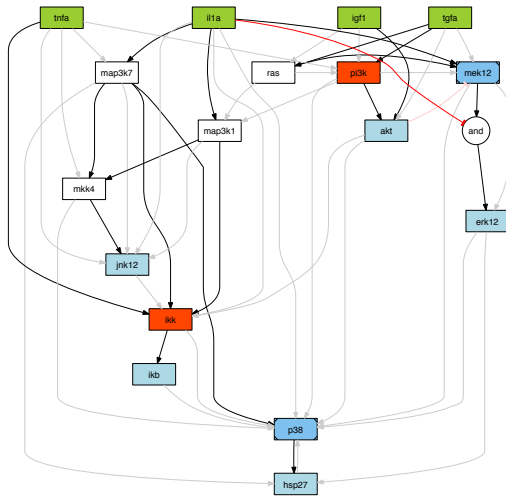 tnfa il1a igf1 tgfa
map3k7 ras pi3k mek12
map3k1 akt and
mkk4
erk12
jnk12
ikk
ikb
p38
hsp27